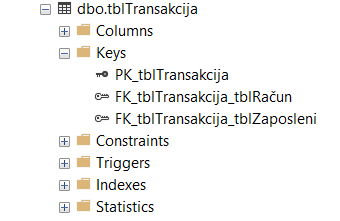 dbo.tblTransakcija
Columns
Keys
PK_tblTransakcija
FK_tblTransakcija_tblRačun
FK_tblTransakcija_tblZaposleni
Constraints
Triggers
Indexes
Statistics